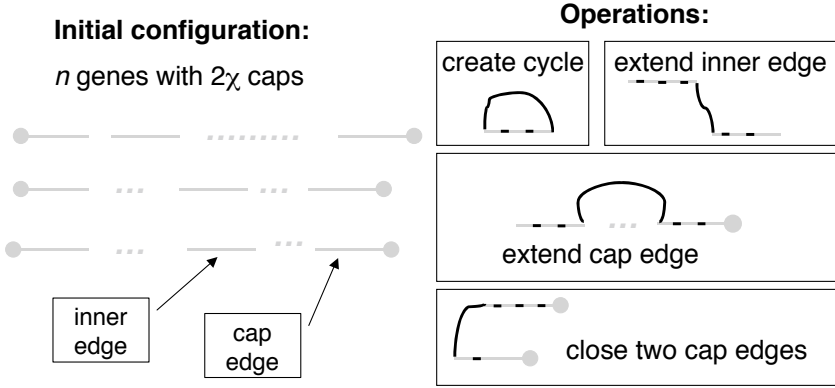 Initial configuration:
n genes with 2χ caps
inner
edge
cap
edge
Operations:
create cycle
extend inner edge
extend cap edge
close two cap edges